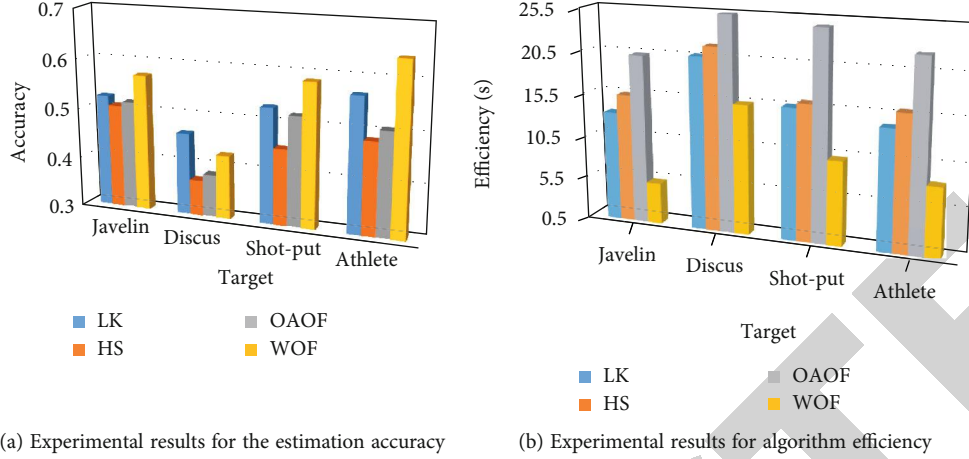 0.7
0.6
0.5
0.4
0.3
Accuracy
Javelin
Discus
Shot-put
Athlete
Target
LK
HS
OAOF
WOF
(a) Experimental results for the estimation accuracy
25.5
20.5
15.5
10.5
5.5
0.5
Efficiency (s)
Javelin
Discus
Shot-put
Athlete
Target
LK
HS
OAOF
WOF
(b) Experimental results for algorithm efficiency